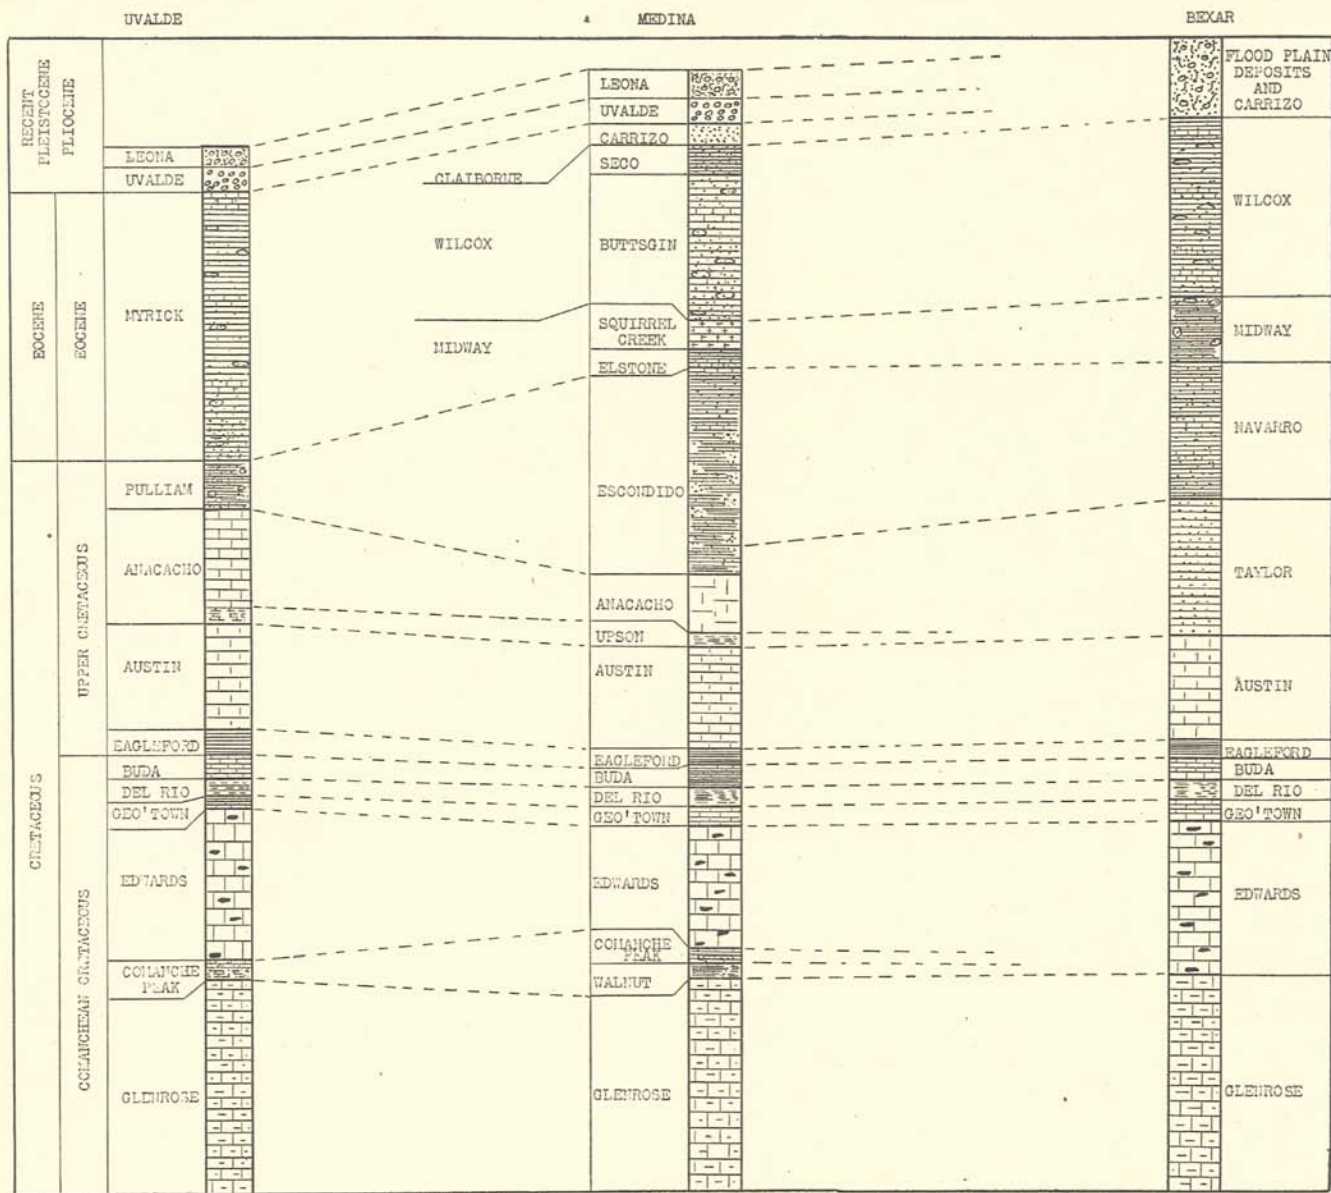 UVALDE
MEDINA
BEXAR
RECENT
PLEISTOCENE
PLIOCENE
EOCENE
EOCENE
CRETACEOUS
UPPER CRETACEOUS
COMANCHEAN CRETACEOUS
LEONA
UVALDE
MYRICK
PULLIAM
ANACACHO
AUSTIN
EAGLEFORD
BUDA
DEL RIO
GEO'TOWN
EDWARDS
COMANCHE
PEAK
GLENROSE
CLAIBORNE
WILCOX
MIDWAY
LEONA
UVALDE
CARRIZO
SECO
BUTTSGIN
SQUIRREL
CREEK
ELSTONE
ESCONDIDO
ANACACHO
UPSON
AUSTIN
EAGLEFORD
BUDA
DEL RIO
GEO'TOWN
EDWARDS
COMANCHE
PEAK
WALNUT
GLENROSE
FLOOD PLAIN
DEPOSITS
AND
CARRIZO
WILCOX
MIDWAY
NAVARRO
TAYLOR
AUSTIN
EAGLEFORD
BUDA
DEL RIO
GEO'TOWN
EDWARDS
GLENROSE